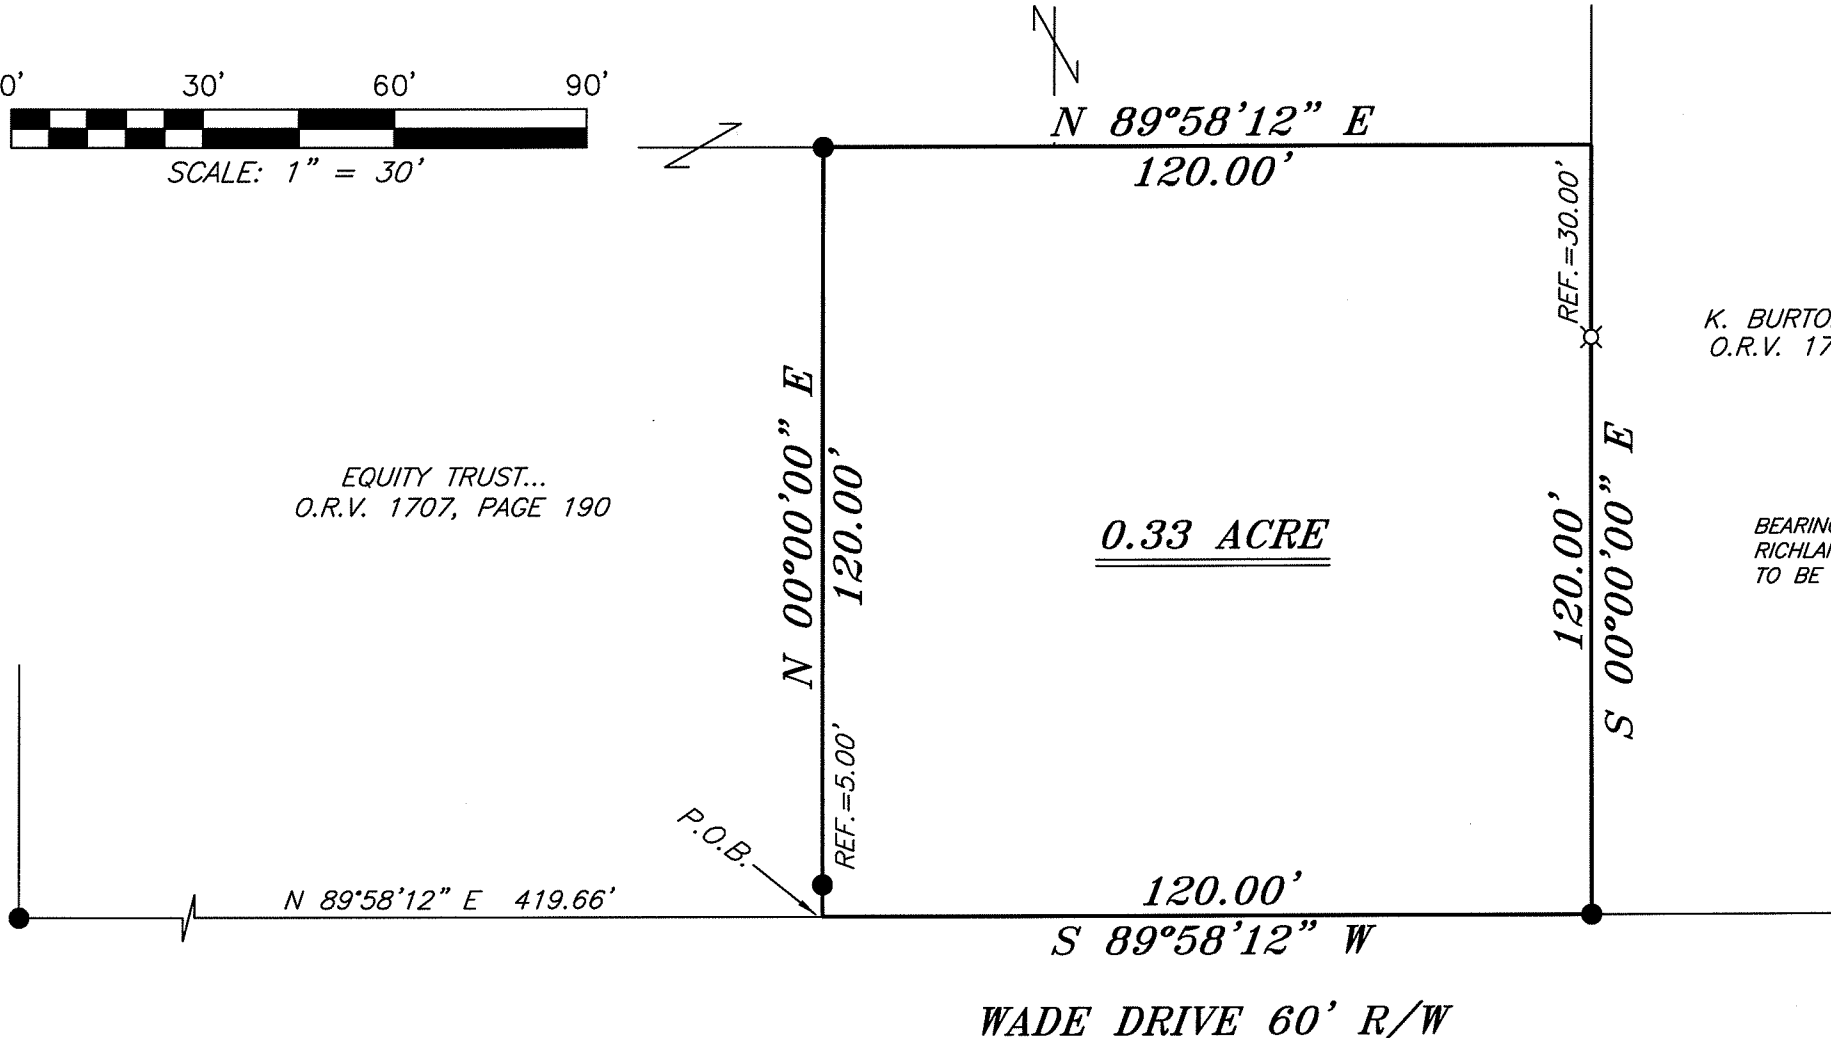 0' 30' 60' 90'
SCALE: 1" = 30'
N 89°58'12" E
120.00'
REF.=30.00'
K. BURTO
O.R.V. 17
N 00°00'00" E
120.00'
EQUITY TRUST...
O.R.V. 1707, PAGE 190
0.33 ACRE
120.00'
S 00°00'00" E
BEARING
RICHLAN
TO BE
REF.=5.00'
P.O.B.
N 89°58'12" E 419.66'
120.00'
S 89°58'12" W
WADE DRIVE 60' R/W